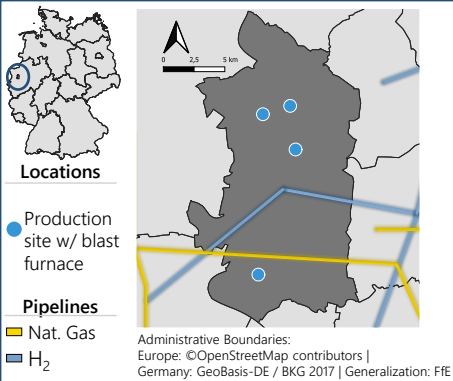 0 2,5 5 km
Locations
Production
site w/ blast
furnace
Pipelines
Nat. Gas
H₂
Administrative Boundaries:
Europe: ©OpenStreetMap contributors |
Germany: GeoBasis-DE / BKG 2017 | Generalization: FfE